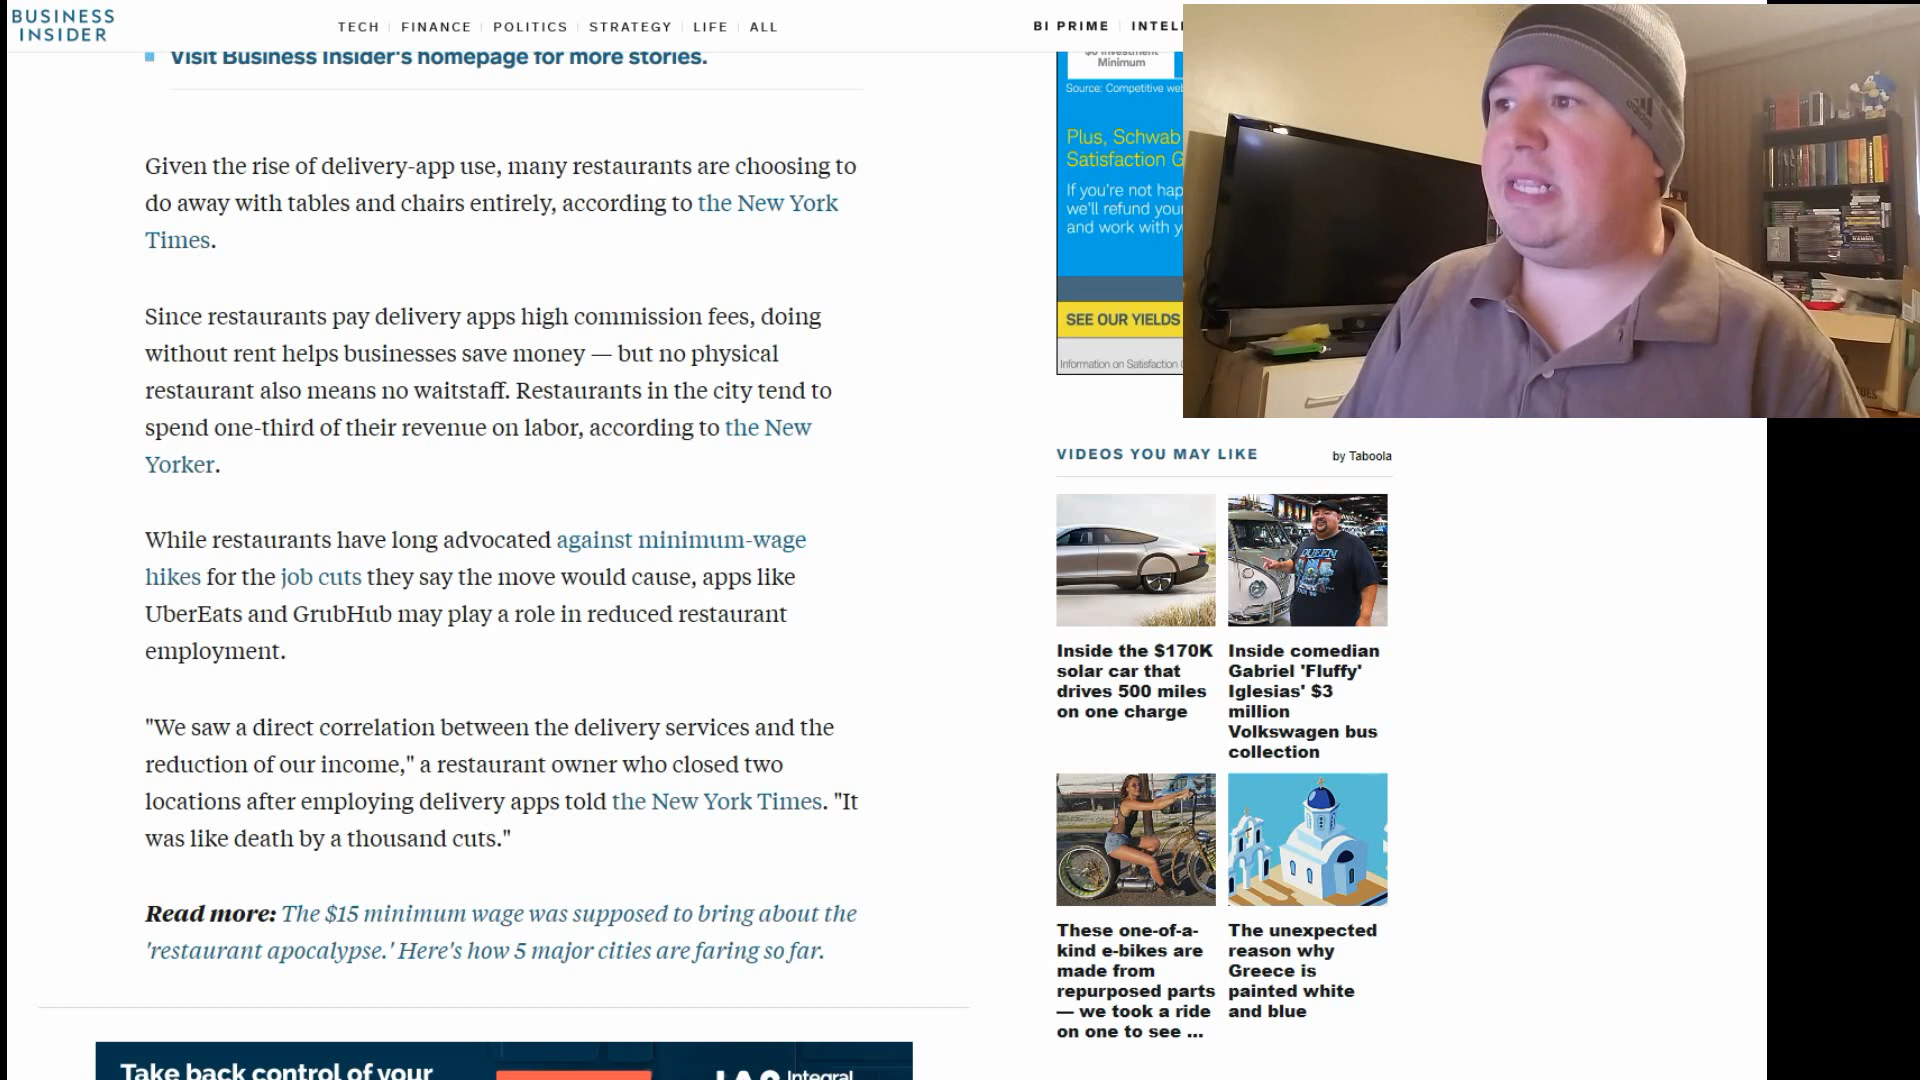 BUSINESS
INSIDER
TECH FINANCE POLITICS STRATEGY LIFE ALL
BI PRIME
Visit Business Insider's homepage for more stories.
Given the rise of delivery-app use, many restaurants are choosing to
do away with tables and chairs entirely, according to the New York
Times.
Since restaurants pay delivery apps high commission fees, doing
without rent helps businesses save money — but no physical
restaurant also means no waitstaff. Restaurants in the city tend to
spend one-third of their revenue on labor, according to the New
Yorker.
While restaurants have long advocated against minimum-wage
hikes for the job cuts they say the move would cause, apps like
UberEats and GrubHub may play a role in reduced restaurant
employment.
"We saw a direct correlation between the delivery services and the
reduction of our income," a restaurant owner who closed two
locations after employing delivery apps told the New York Times. "It
was like death by a thousand cuts."
Read more: The $15 minimum wage was supposed to bring about the
'restaurant apocalypse.' Here's how 5 major cities are faring so far.
Take back control of your
IAS Integral
Minimum
Source: Competitive
Plus, Schwab
Satisfaction
If you're not
we'll refund
and work with
SEE OUR YIELDS
Information on Satisfaction
adidas
VIDEOS YOU MAY LIKE by Taboola
QUEEN
Inside the $170K
solar car that
drives 500 miles
on one charge
Inside comedian
Gabriel 'Fluffy'
Iglesias' $3
million
Volkswagen bus
collection
These one-of-a-
kind e-bikes are
made from
repurposed parts
— we took a ride
on one to see ...
The unexpected
reason why
Greece is
painted white
and blue